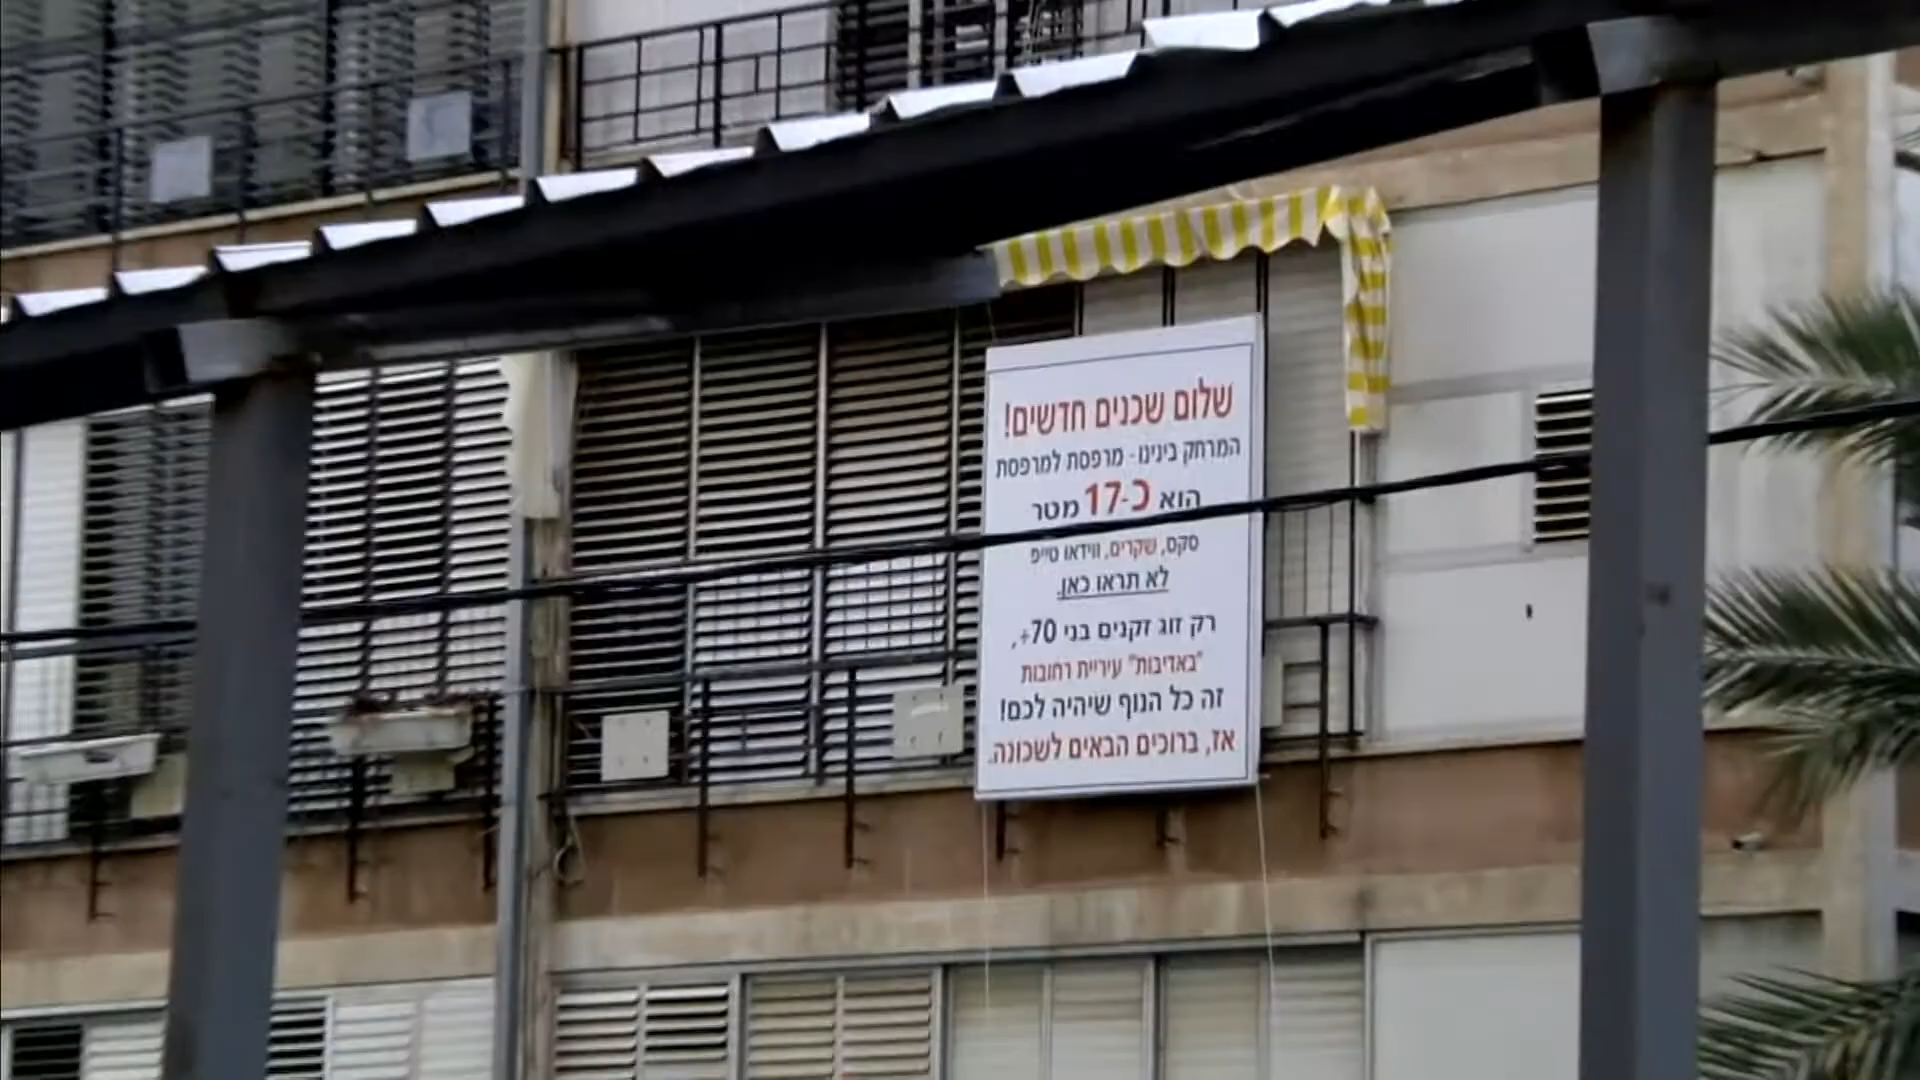 שלום שכנים חדשים!
המרחק בינינו - מרפסת למרפסת
הוא כ-17 מטר
סקס, שקרים, ווידאו טייפ
לא תראו כאן.
רק זוג זקנים בני 70+,
"באדיבות" עיריית רחובות
זה כל הנוף שיהיה לכם!
אז, ברוכים הבאים לשכונה.